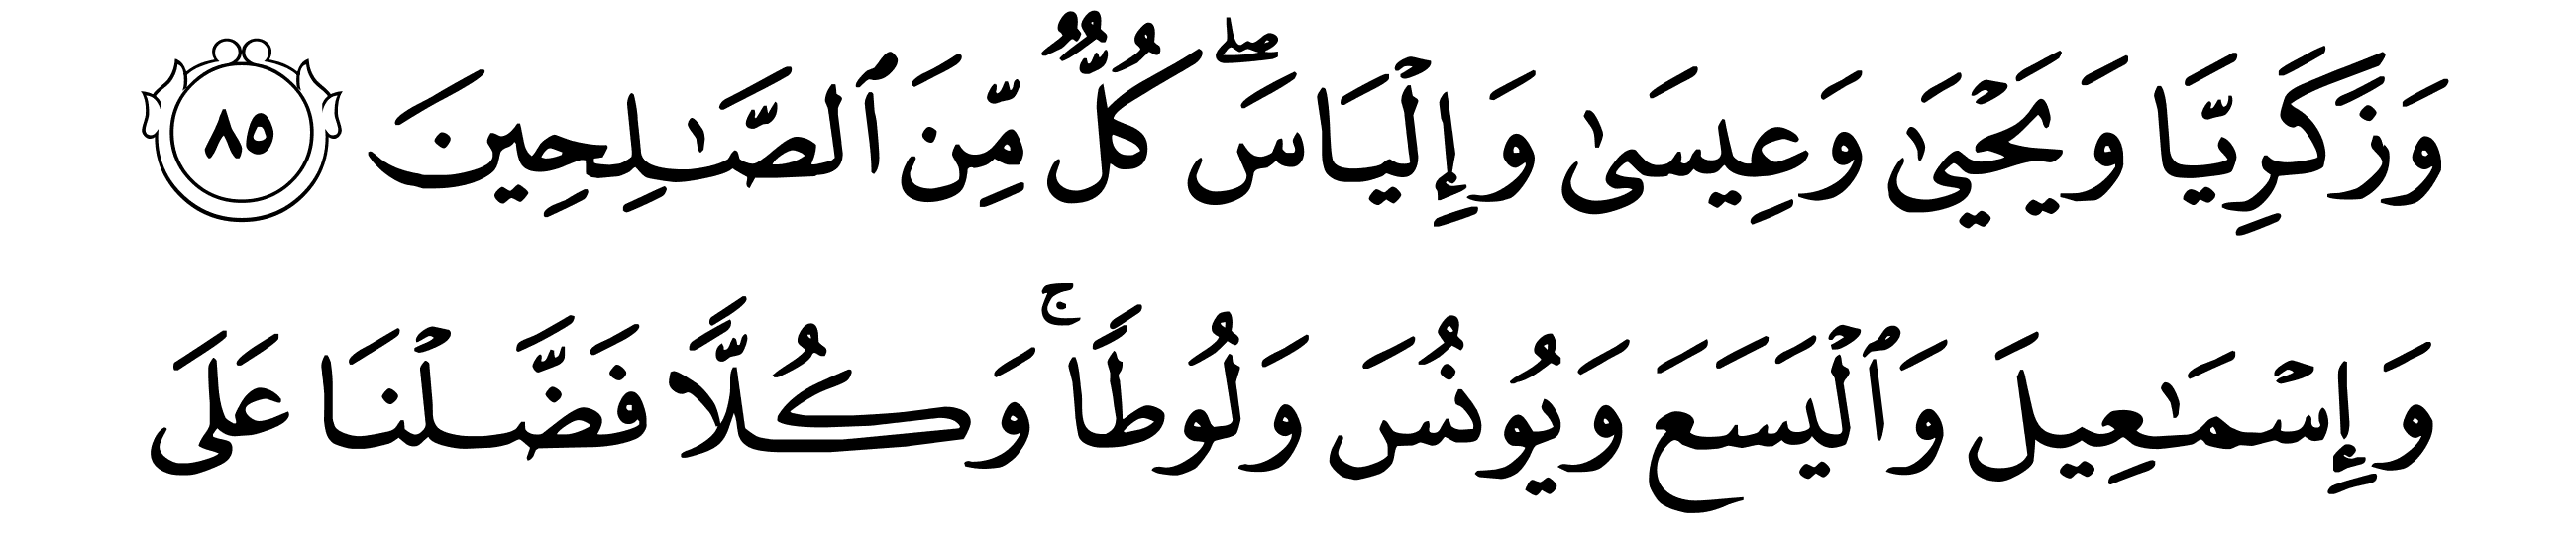 وَزَكَرِيَّا وَيَحۡيَىٰ وَعِيسَىٰ وَإِلۡيَاسَۖ كُلّٞ مِّنَ ٱلصَّٰلِحِينَ ٨٥
وَإِسۡمَٰعِيلَ وَٱلۡيَسَعَ وَيُونُسَ وَلُوطٗاۚ وَكُلّٗا فَضَّلۡنَا عَلَى